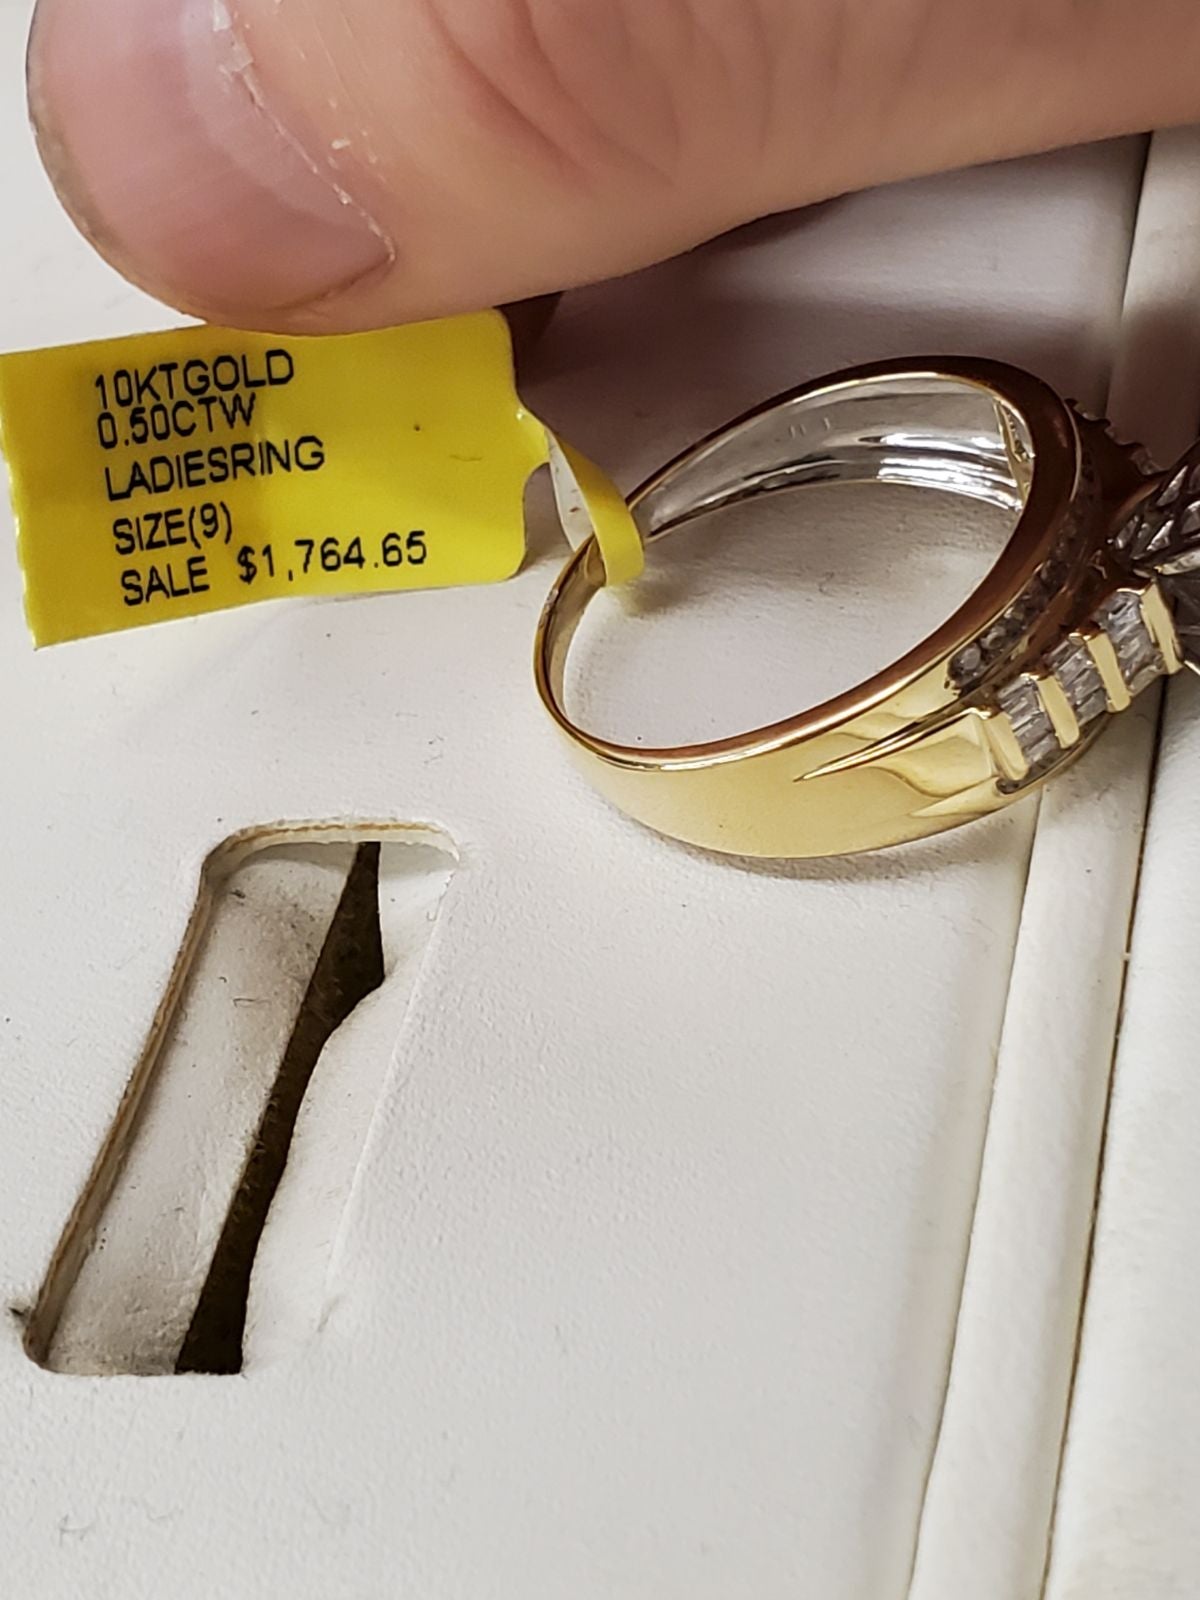 10KTGOLD
0.50CTW
LADIESRING
SIZE(9)
SALE $1,764.65